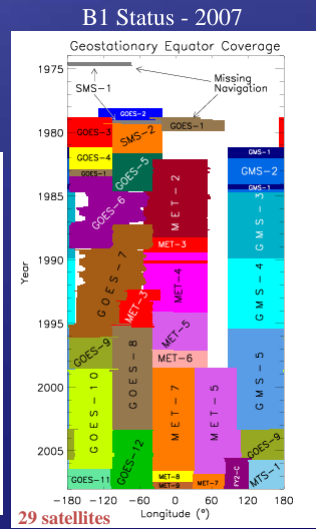 B1 Status - 2007
Geostationary Equator Coverage
1975
SMS-1
Missing
Navigation
GOES-2
1980
GOES-3
SMS-2
GOES-1
GOES-4
GOES-1
GOES-5
GMS-1
GMS-2
GMS-1
1985
GOES-6
MET-2
GMS-3
MET-3
1990
GOES-7
MET-4
GMS-4
MET-3
1995
MET-5
GOES-9
MET-6
GOES-8
GMS-5
2000
GOES-10
MET-7
MET-5
2005
GOES-12
GOES-9
FY2-C
MTS-1
GOES-11
MET-8
MET-7
Year
-180 -120 -60 0 60 120 180
Longitude (°)
29 satellites